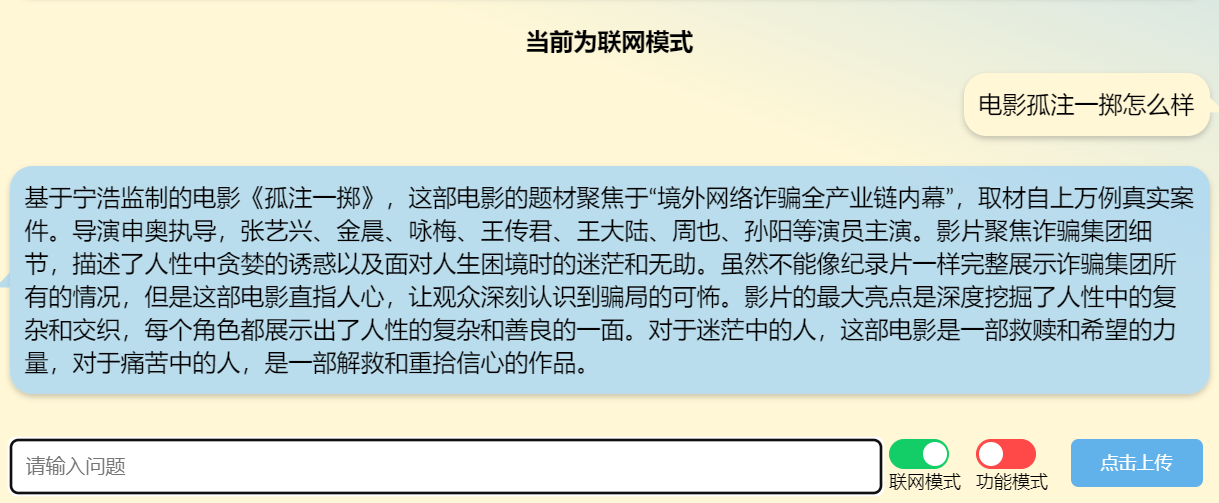 当前为联网模式
电影孤注一掷怎么样
基于宁浩监制的电影《孤注一掷》，这部电影的题材聚焦于“境外网络诈骗全产业链内幕”，取材自上万例真实案
件。导演申奥执导，张艺兴、金晨、咏梅、王传君、王大陆、周也、孙阳等演员主演。影片聚焦诈骗集团细
节，描述了人性中贪婪的诱惑以及面对人生困境时的迷茫和无助。虽然不能像纪录片一样完整展示诈骗集团所
有的情况，但是这部电影直指人心，让观众深刻认识到骗局的可怖。影片的最大亮点是深度挖掘了人性中的复
杂和交织，每个角色都展示出了人性的复杂和善良的一面。对于迷茫中的人，这部电影是一部救赎和希望的力
量，对于痛苦中的人，是一部解救和重拾信心的作品。
请输入问题
联网模式 功能模式
点击上传